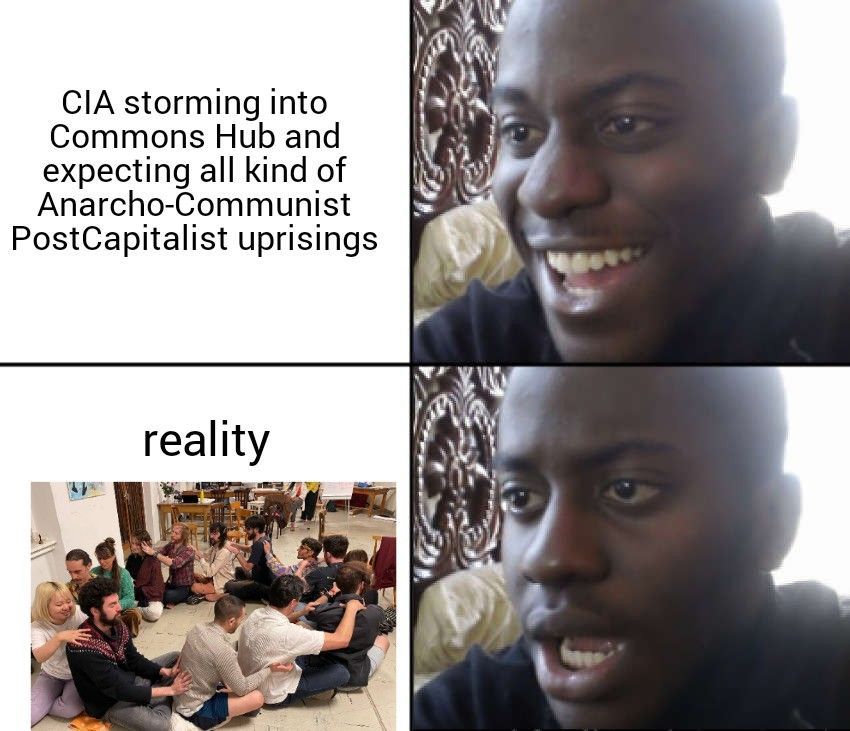 CIA storming into
Commons Hub and
expecting all kind of
Anarcho-Communist
PostCapitalist uprisings
reality